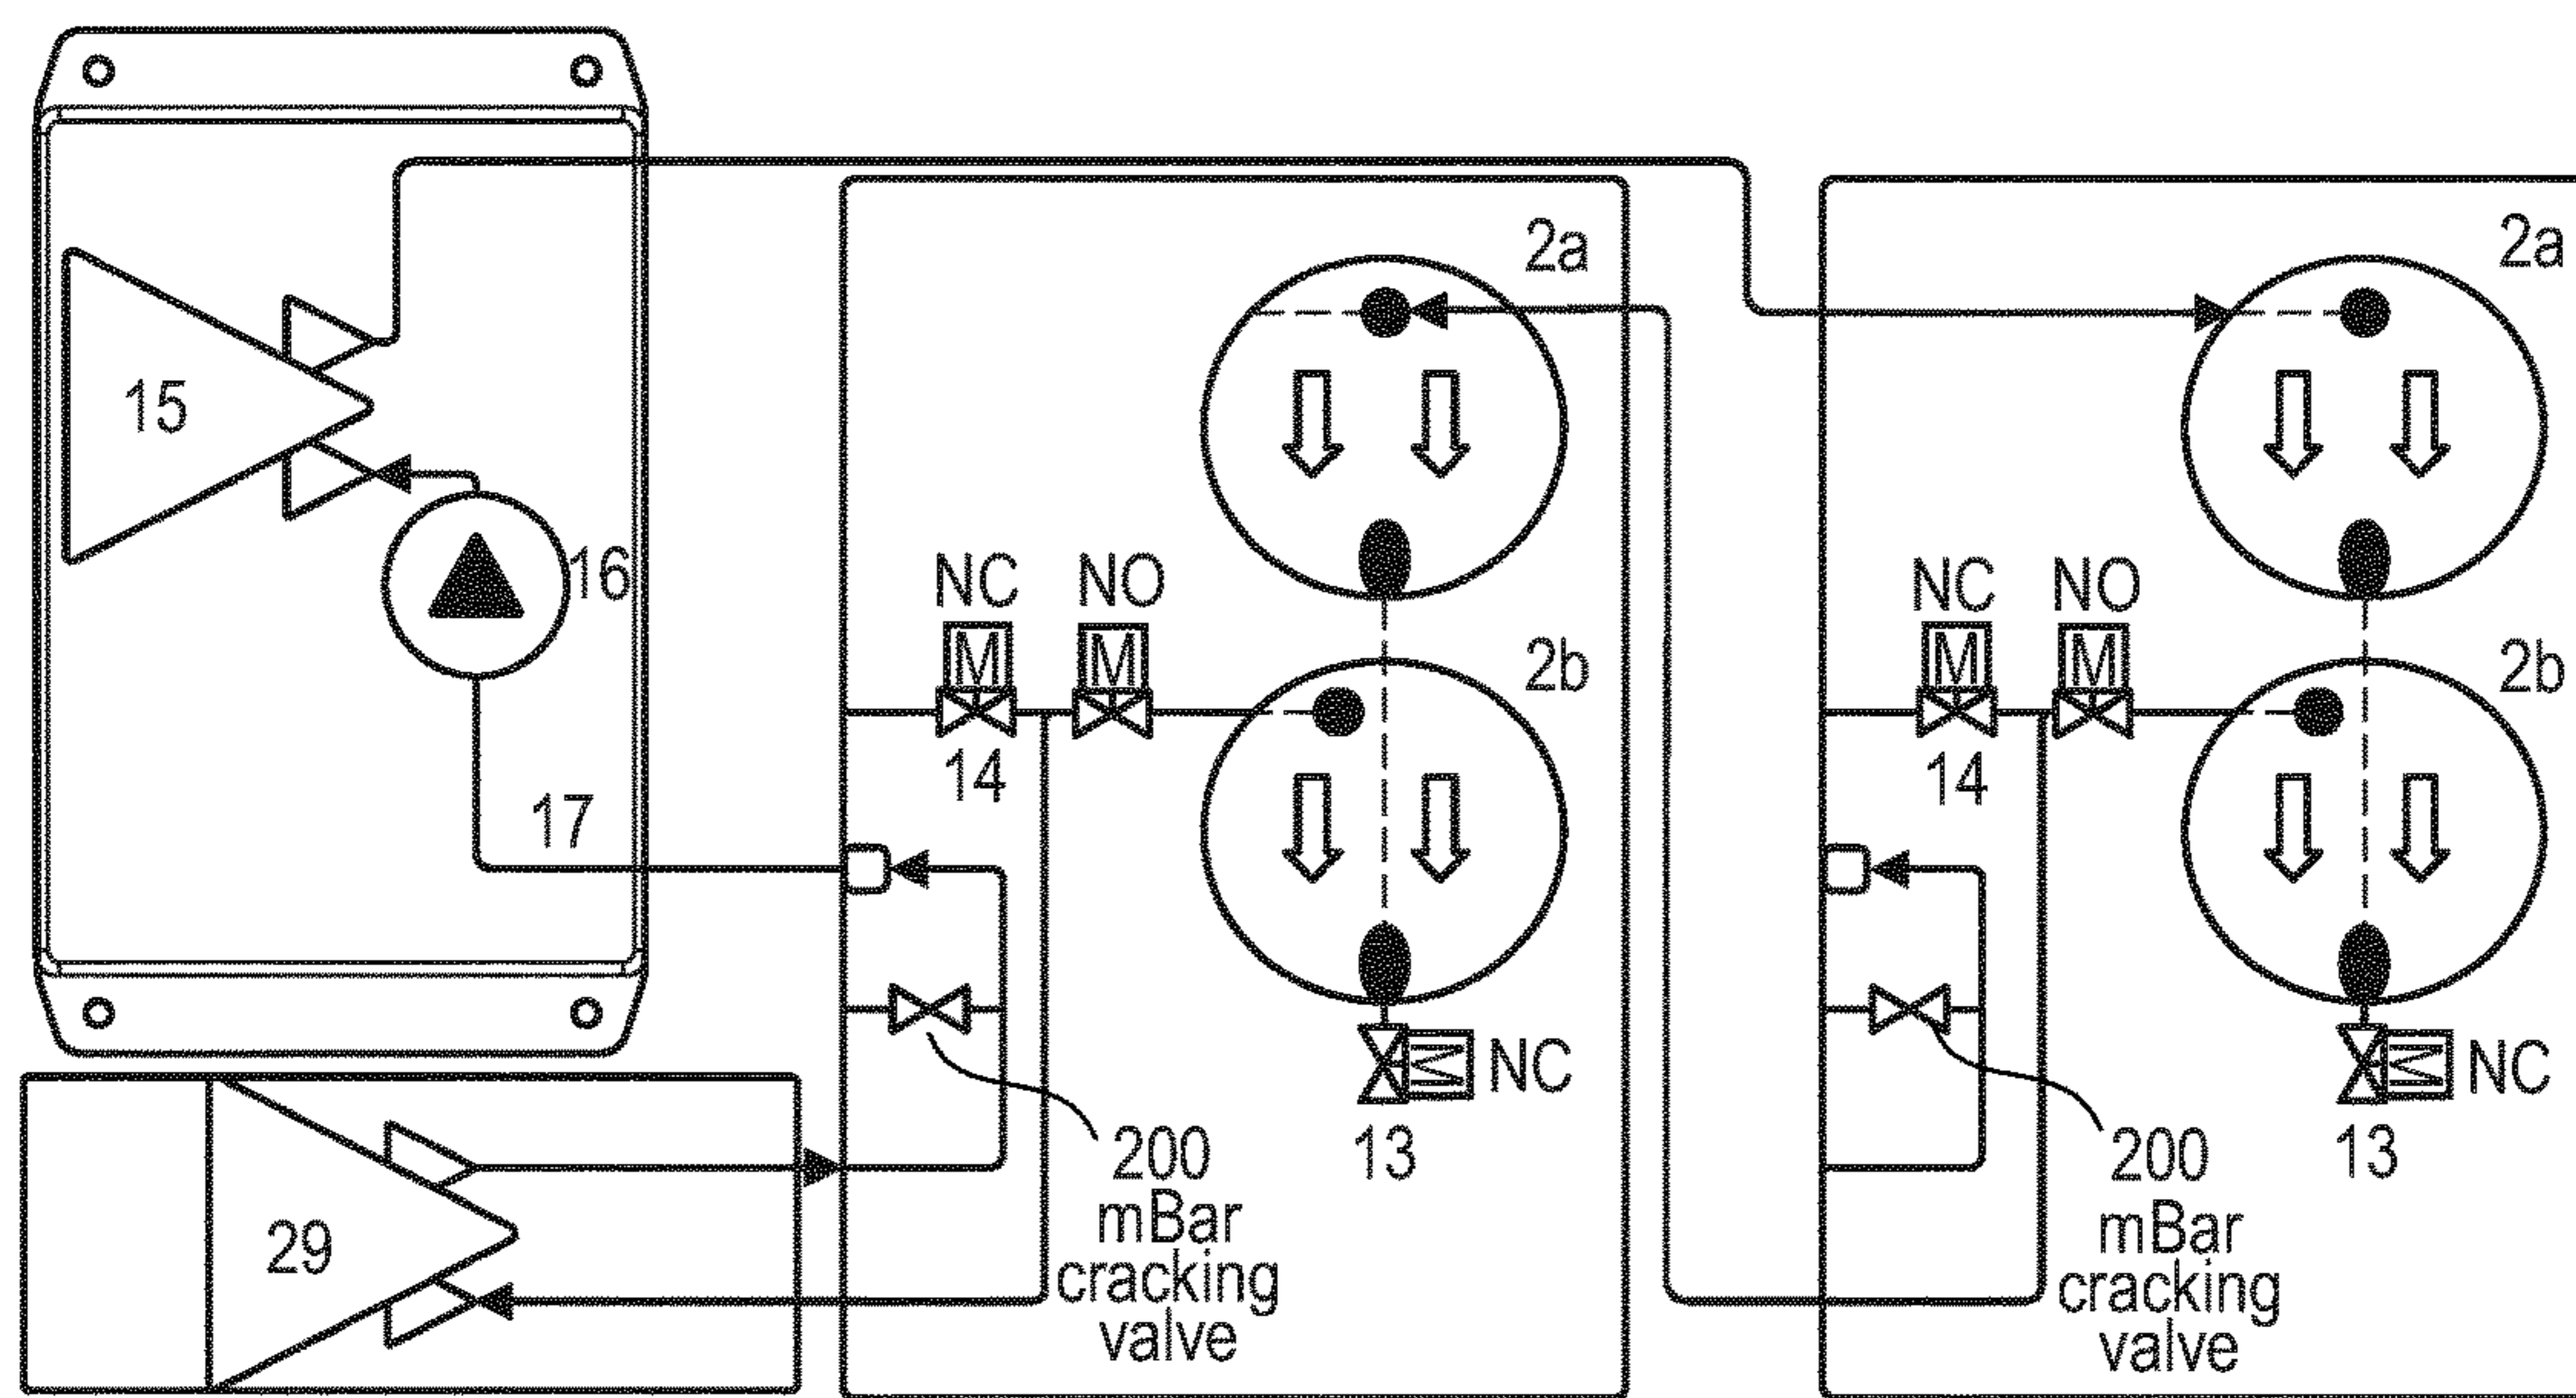 2a
2a
15
16
NC NO
NC NO
M M
M M
2b
2b
14
14
17
M NC
M NC
13
13
200
mBar
cracking
valve
200
mBar
cracking
valve
29